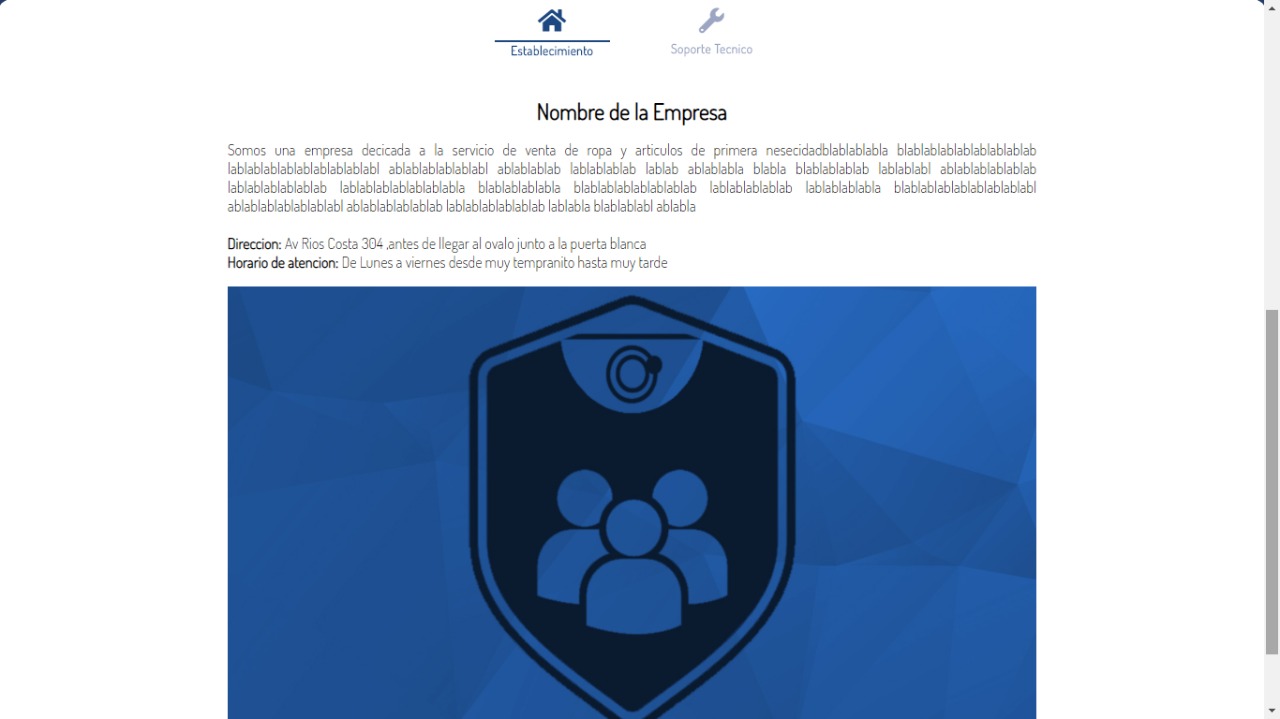 Establecimiento
Soporte Tecnico
Nombre de la Empresa
Somos una empresa decicada a la servicio de venta de ropa y articulos de primera nesecidadblablablabla blablablablablablablablab
lablablablablablablablablabl ablablablablablabl ablablablab lablablablab lablab ablablabla blabla blablablablab lablablabl ablablablablablab
lablablablablablab lablablablablablablabla blablablablabla blablablablablablablab lablablablablab lablablablabla blablablablablablablablabl
ablablablablablablabl ablablablablablab lablablablablablab lablabla blablablabl ablabla
Direccion: Av Rios Costa 304 ,antes de llegar al ovalo junto a la puerta blanca
Horario de atencion: De Lunes a viernes desde muy tempranito hasta muy tarde